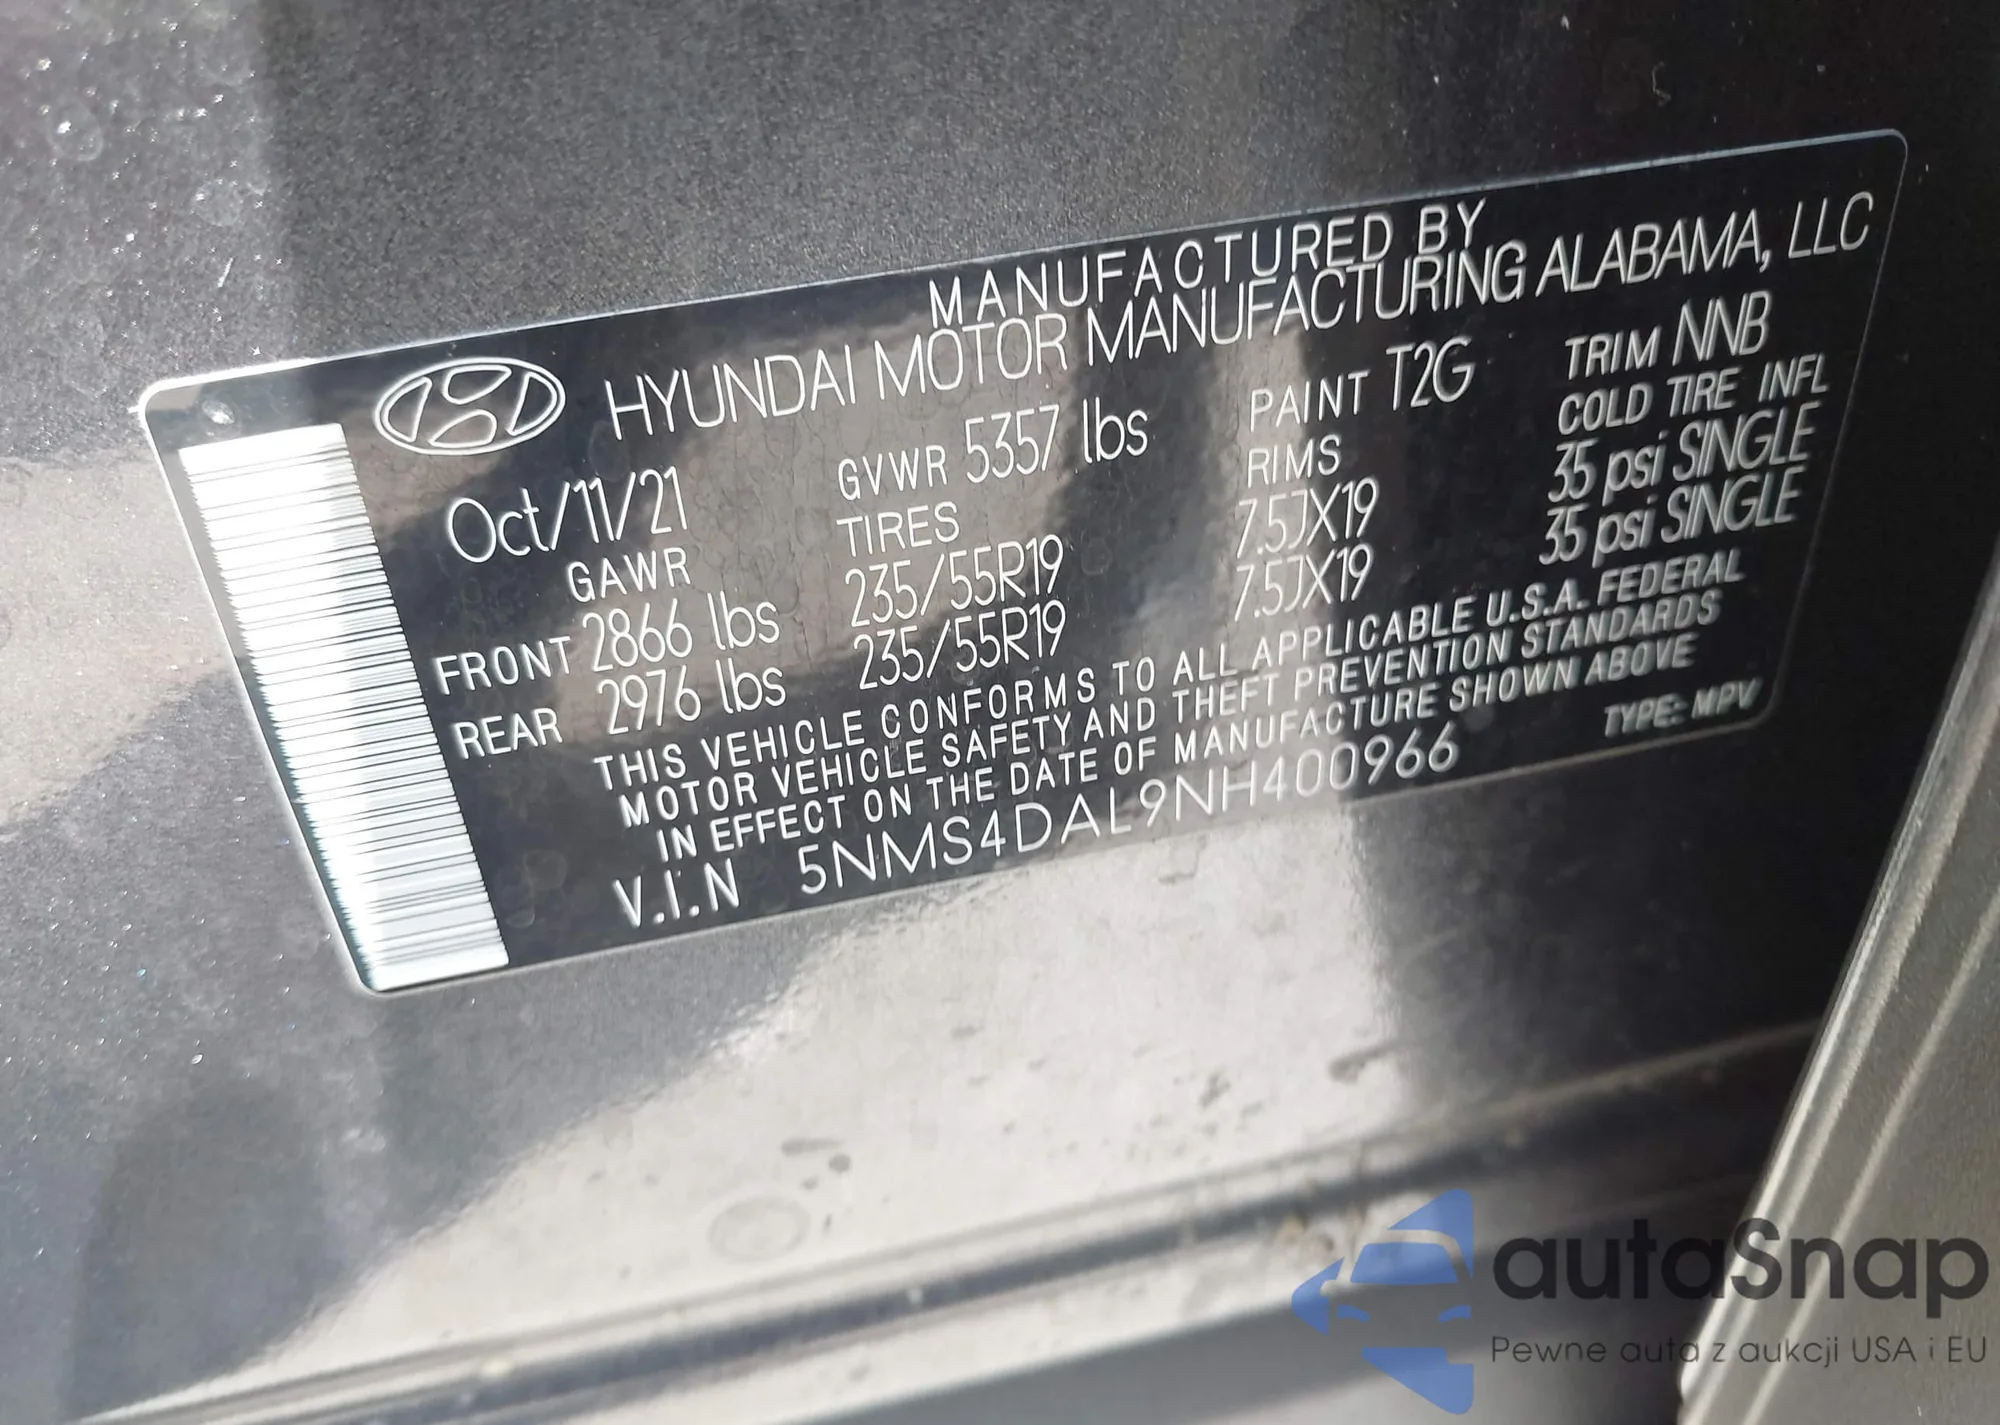 MANUFACTURED BY
HYUNDAI MOTOR MANUFACTURING ALABAMA, LLC
Oct/11/21 GVWR 5357 lbs PAINT T2G TRIM NNB
GAWR TIRES RIMS COLD TIRE INFL
FRONT 2866 lbs 235/55R19 7.5JX19 35 psi SINGLE
REAR 2976 lbs 235/55R19 7.5JX19 35 psi SINGLE
THIS VEHICLE CONFORMS TO ALL APPLICABLE U.S.A. FEDERAL
MOTOR VEHICLE SAFETY AND THEFT PREVENTION STANDARDS
IN EFFECT ON THE DATE OF MANUFACTURE SHOWN ABOVE
V.I.N 5NMS4DAL9NH400966 TYPE: MPV
autaSnap
Pewne auta z aukcji USA i EU